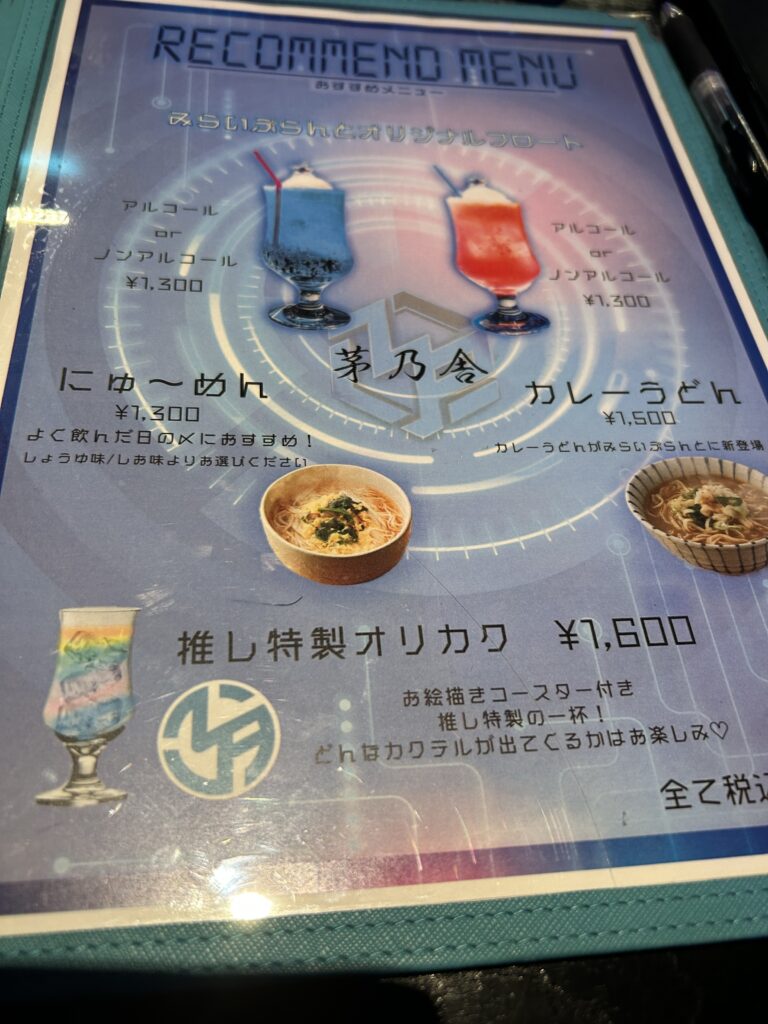 RECOMMEND MENU
おすすめメニュー
みらいぷらんとオリジナルフロート
アルコール
or
ノンアルコール
¥1,300
アルコール
or
ノンアルコール
¥1,300
茅乃舎
にゅ〜めん
¥1,300
よく飲んだ日の〆におすすめ！
しょうゆ味/しお味よりお選びください
カレーうどん
¥1,500
カレーうどんがみらいぷらんとに新登場
推し特製オリカク ¥1,600
お絵描きコースター付き
推し特製の一杯！
どんなカクテルが出てくるかはお楽しみ♡
全て税込